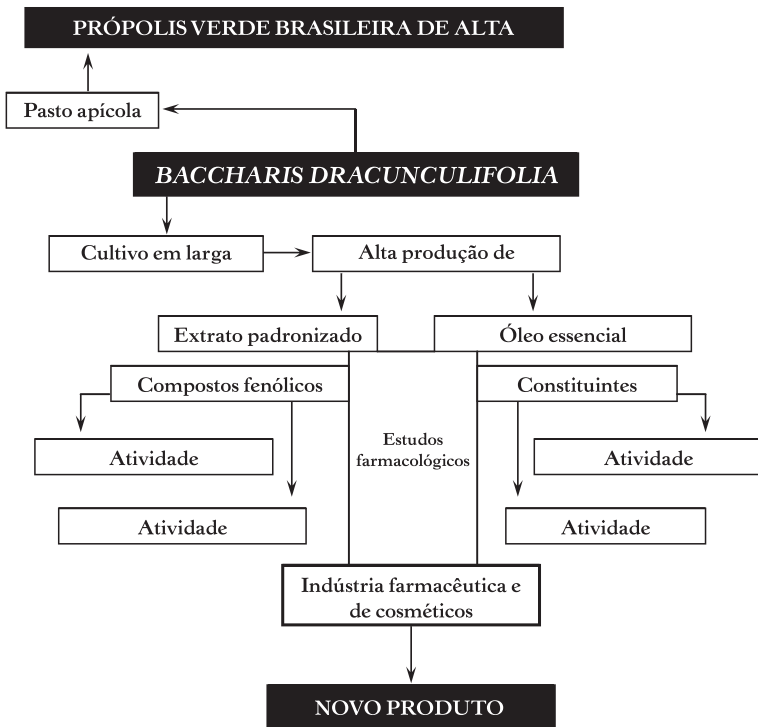 PRÓPOLIS VERDE BRASILEIRA DE ALTA
Pasto apícola
BACCHARIS DRACUNCULIFOLIA
Cultivo em larga
Alta produção de
Extrato padronizado
Óleo essencial
Compostos fenólicos
Constituintes
Estudos
farmacológicos
Atividade
Atividade
Atividade
Atividade
Indústria farmacêutica e
de cosméticos
NOVO PRODUTO